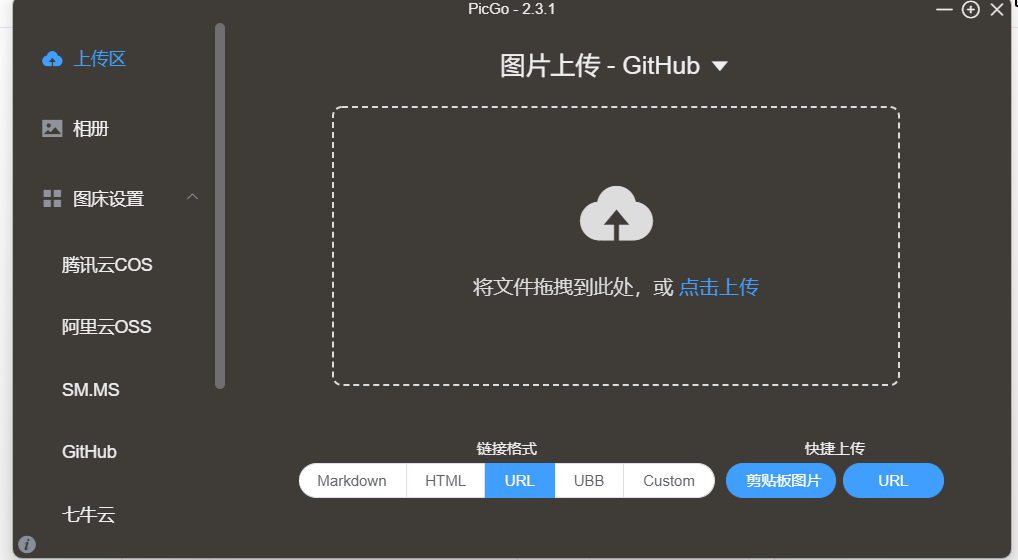 PicGo - 2.3.1
上传区
相册
图床设置
腾讯云COS
阿里云OSS
SM.MS
GitHub
七牛云
图片上传 - GitHub
将文件拖拽到此处，或 点击上传
链接格式
Markdown HTML URL UBB Custom
快捷上传
剪贴板图片 URL